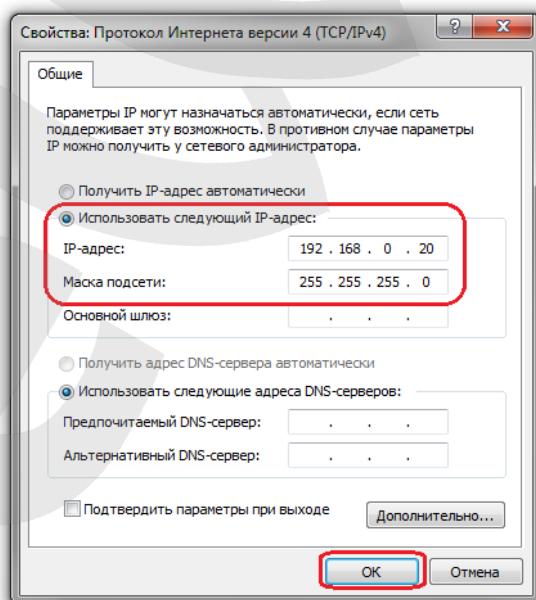 Свойства: Протокол Интернета версии 4 (TCP/IPv4)
Общие
Параметры IP могут назначаться автоматически, если сеть
поддерживает эту возможность. В противном случае параметры
IP можно получить у сетевого администратора.
Получить IP-адрес автоматически
Использовать следующий IP-адрес:
IP-адрес: 192 . 168 . 0 . 20
Маска подсети: 255 . 255 . 255 . 0
Основной шлюз: . . .
Получить адрес DNS-сервера автоматически
Использовать следующие адреса DNS-серверов:
Предпочитаемый DNS-сервер: . . .
Альтернативный DNS-сервер: . . .
Подтвердить параметры при выходе
Дополнительно...
ОК Отмена